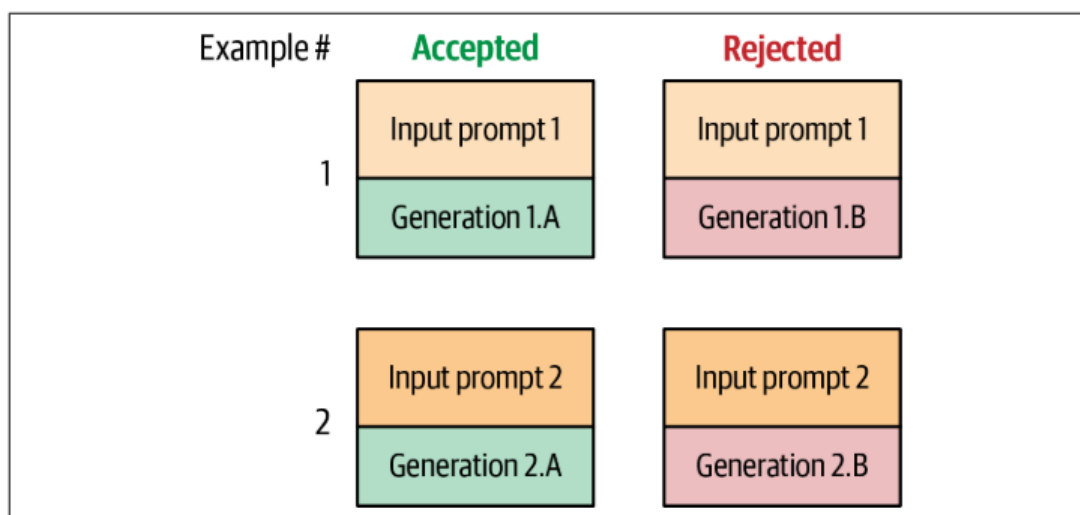 Example # Accepted Rejected
Input prompt 1 Input prompt 1
1
Generation 1.A Generation 1.B
Input prompt 2 Input prompt 2
2
Generation 2.A Generation 2.B